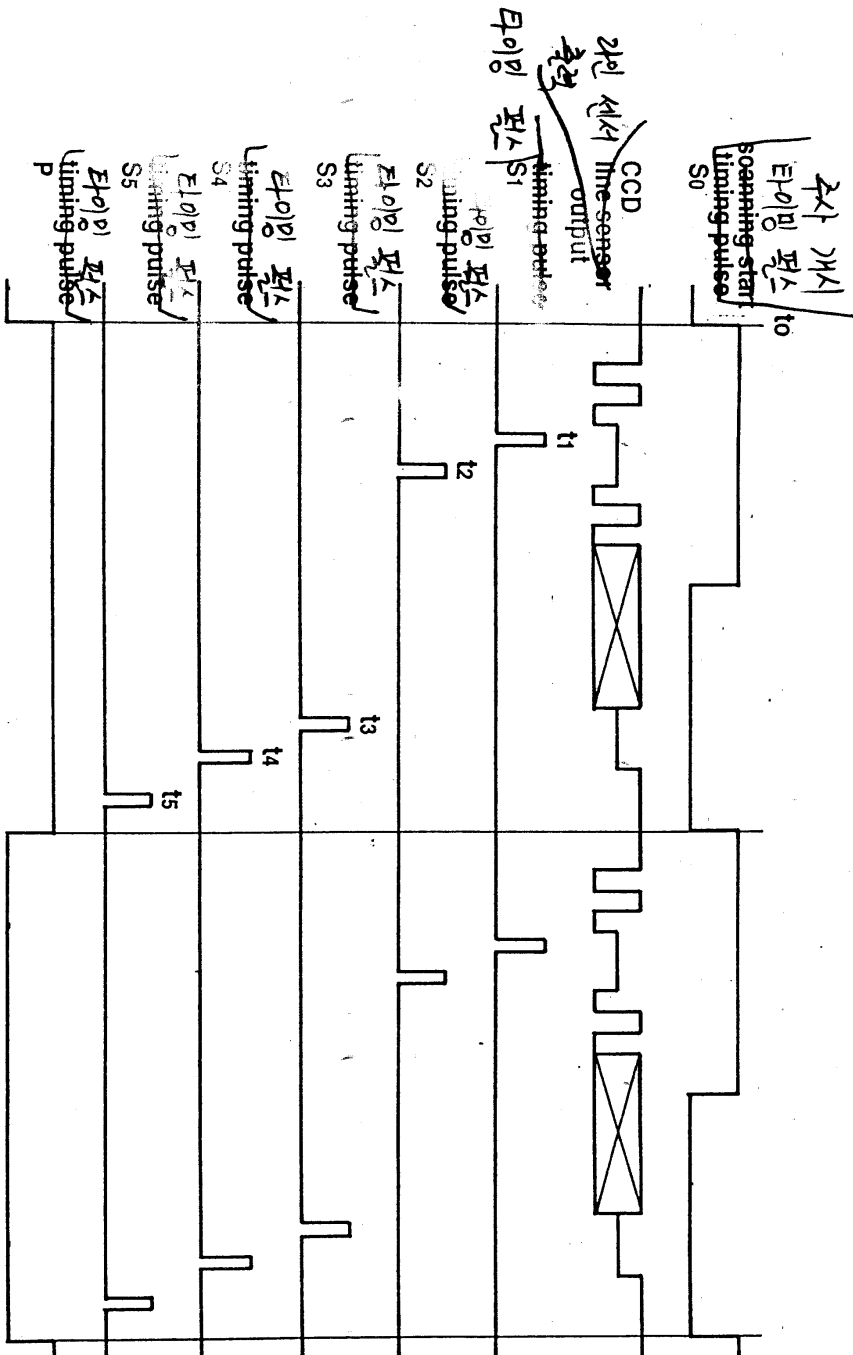 주사 개시
타이밍 펄스
scanning start
timing pulse
S0
t0
라인 센서
출력
CCD
line sensor
output
타이밍 펄스
timing pulse
S1
t1
타이밍 펄스
timing pulse
S2
t2
타이밍 펄스
timing pulse
S3
t3
타이밍 펄스
timing pulse
S4
t4
타이밍 펄스
timing pulse
S5
t5
타이밍 펄스
timing pulse
P